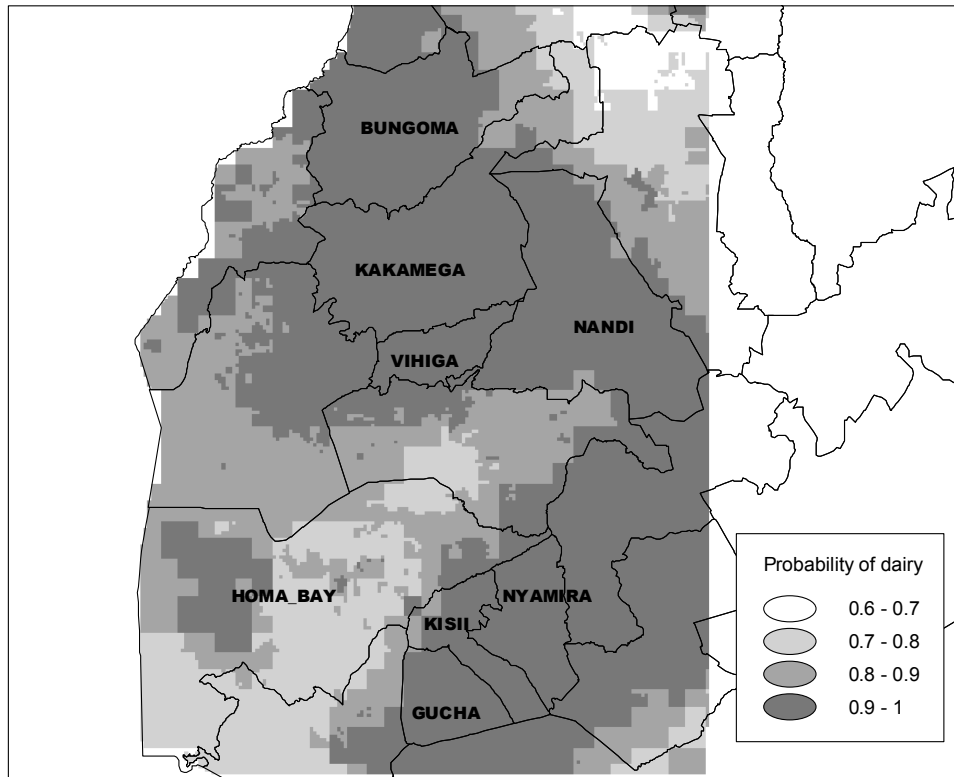 BUNGOMA
KAKAMEGA
NANDI
VIHIGA
HOMA_BAY
NYAMIRA
KISII
GUCHA
Probability of dairy
0.6 - 0.7
0.7 - 0.8
0.8 - 0.9
0.9 - 1